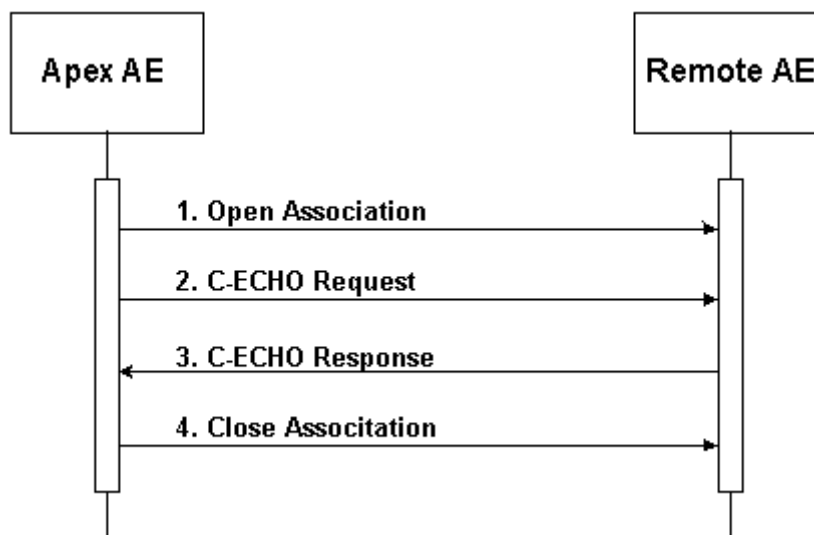 Apex AE
Remote AE
1. Open Association
2. C-ECHO Request
3. C-ECHO Response
4. Close Associtation